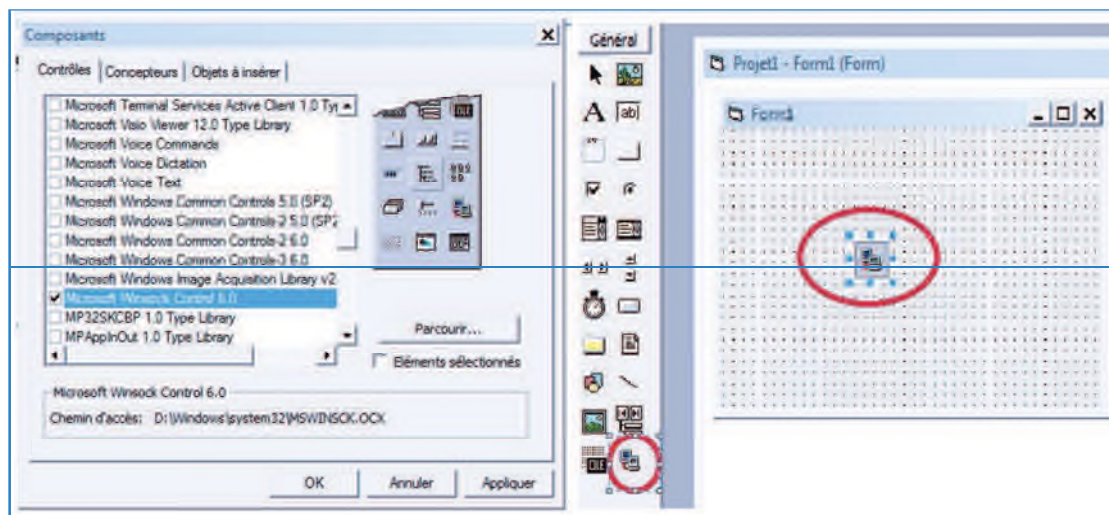 Composants
Contrôles
Concepteurs
Objets à insérer
Microsoft Terminal Services Active Client 1.0 Typ
Microsoft Visio Viewer 12.0 Type Library
Microsoft Voice Commands
Microsoft Voice Dictation
Microsoft Voice Text
Microsoft Windows Common Controls 5.0 (SP2)
Microsoft Windows Common Controls-2 5.0 (SP2
Microsoft Windows Common Controls-2 6.0
Microsoft Windows Common Controls-3 6.0
Microsoft Windows Image Acquisition Library v2
Microsoft Winsock Control 6.0
MP32SKCBP 1.0 Type Library
MPAppInOut 1.0 Type Library
Parcourir...
Eléments sélectionnés
Microsoft Winsock Control 6.0
Chemin d'accès: D:\Windows\system32\MSWINSCK.OCX
OK
Annuler
Appliquer
Général
A
ab
OLE
Projet1 - Form1 (Form)
Form1